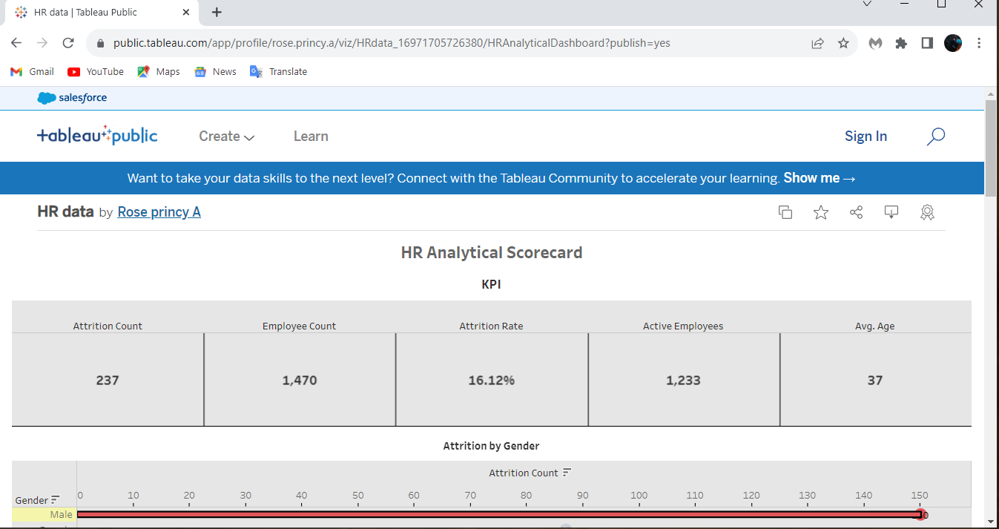 HR data | Tableau Public
public.tableau.com/app/profile/rose.princy.a/viz/HRdata_16971705726380/HRAnalyticalDashboard?publish=yes
Gmail YouTube Maps News Translate
salesforce
tableau public Create Learn Sign In
Want to take your data skills to the next level? Connect with the Tableau Community to accelerate your learning. Show me →
HR data by Rose princy A
HR Analytical Scorecard
KPI
Attrition Count Employee Count Attrition Rate Active Employees Avg. Age
237 1,470 16.12% 1,233 37
Attrition by Gender
Attrition Count
0 10 20 30 40 50 60 70 80 90 100 110 120 130 140 150
Gender
Male